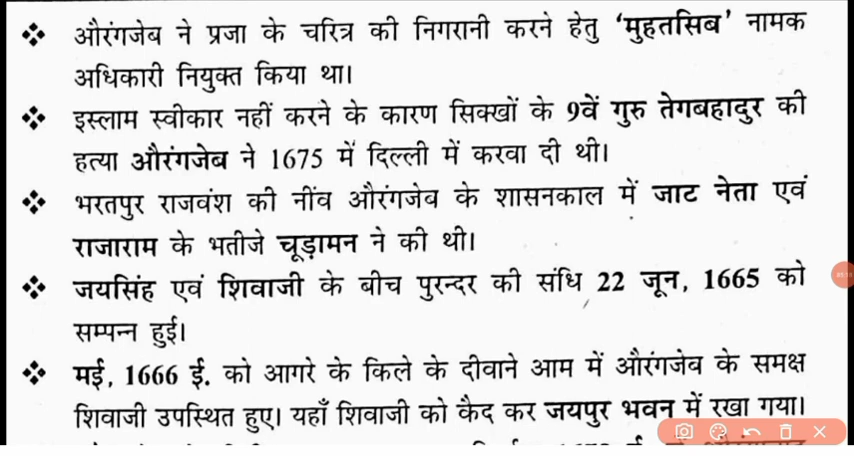 ❖ औरंगजेब ने प्रजा के चरित्र की निगरानी करने हेतु ‘मुहतसिब’ नामक
अधिकारी नियुक्त किया था।
❖ इस्लाम स्वीकार नहीं करने के कारण सिक्खों के 9वें गुरु तेगबहादुर की
हत्या औरंगजेब ने 1675 में दिल्ली में करवा दी थी।
❖ भरतपुर राजवंश की नींव औरंगजेब के शासनकाल में जाट नेता एवं
राजाराम के भतीजे चूड़ामन ने की थी।
❖ जयसिंह एवं शिवाजी के बीच पुरन्दर की संधि 22 जून, 1665 को
सम्पन्न हुई।
❖ मई, 1666 ई. को आगरे के किले के दीवाने आम में औरंगजेब के समक्ष
शिवाजी उपस्थित हुए। यहाँ शिवाजी को कैद कर जयपुर भवन में रखा गया।